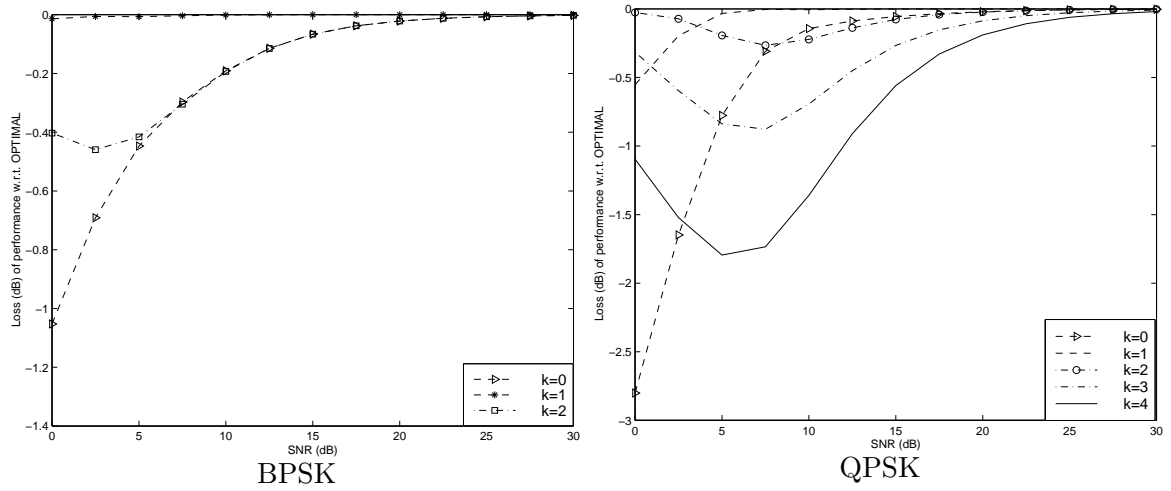 Loss (dB) of performance w.r.t. OPTIMAL
0
−0.2
−0.4
−0.6
−0.8
−1
−1.2
−1.4
0 5 10 15 20 25 30
SNR (dB)
k=0
k=1
k=2
BPSK
Loss (dB) of performance w.r.t. OPTIMAL
0
−0.5
−1
−1.5
−2
−2.5
−3
0 5 10 15 20 25 30
SNR (dB)
k=0
k=1
k=2
k=3
k=4
QPSK